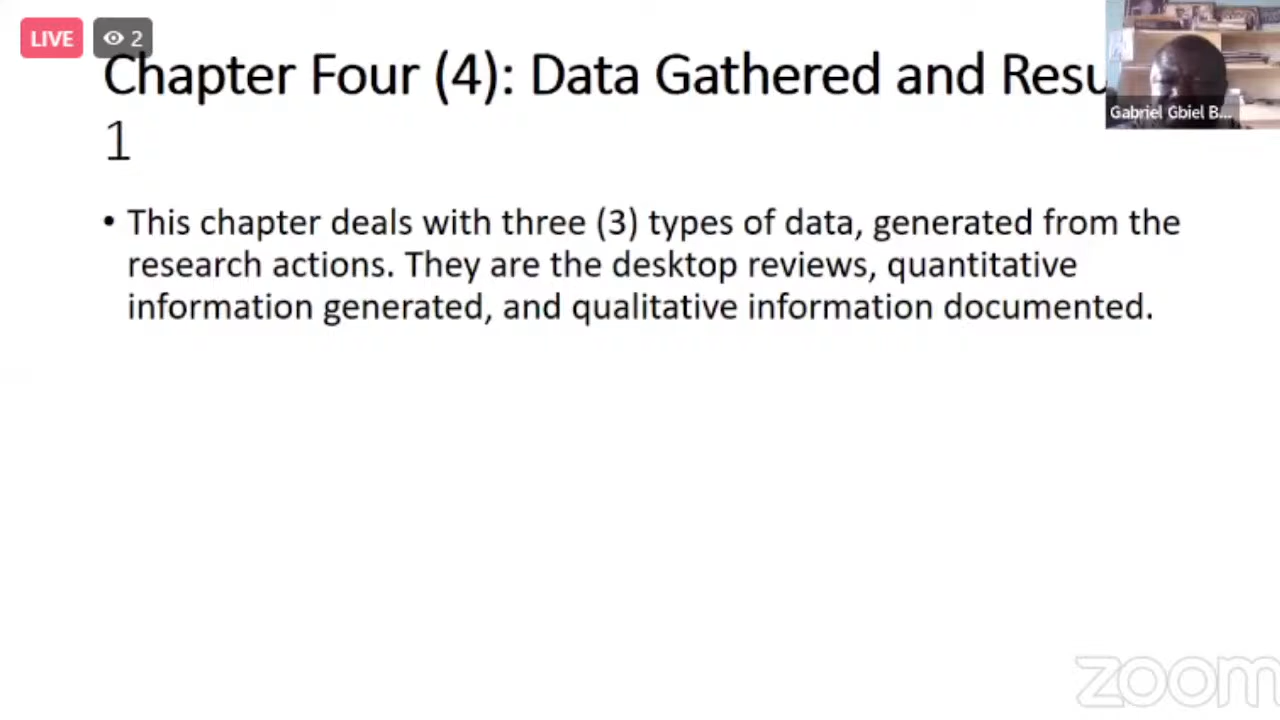 LIVE 2
Chapter Four (4): Data Gathered and Resu
1
Gabriel Gbiel B...
• This chapter deals with three (3) types of data, generated from the
research actions. They are the desktop reviews, quantitative
information generated, and qualitative information documented.
zoom